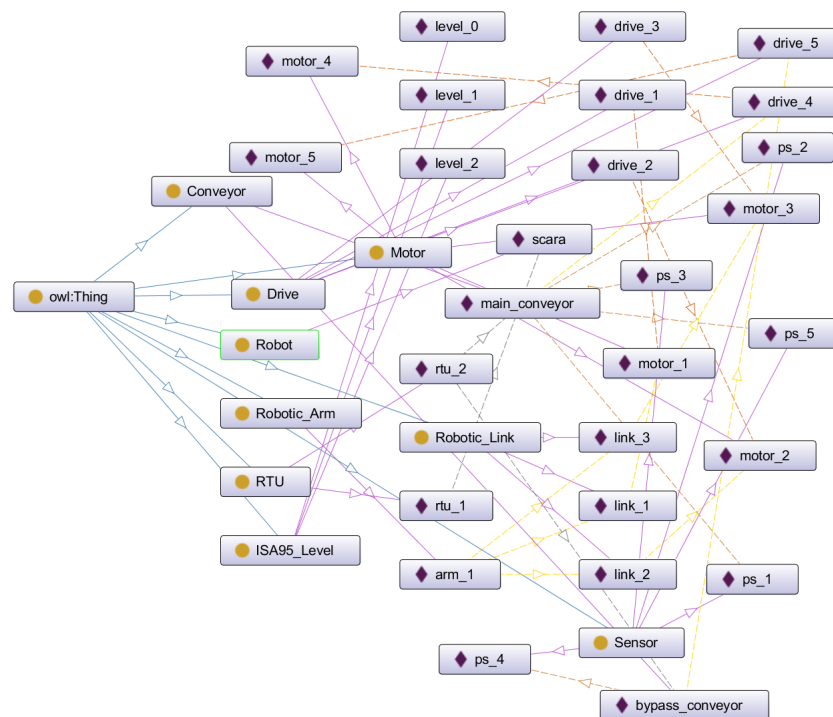 level_0
drive_3
drive_5
motor_4
level_1
drive_1
drive_4
motor_5
level_2
drive_2
ps_2
Conveyor
motor_3
Motor
scara
ps_3
owl:Thing
Drive
main_conveyor
ps_5
Robot
rtu_2
motor_1
Robotic_Arm
Robotic_Link
link_3
motor_2
RTU
rtu_1
link_1
ISA95_Level
arm_1
link_2
ps_1
Sensor
ps_4
bypass_conveyor